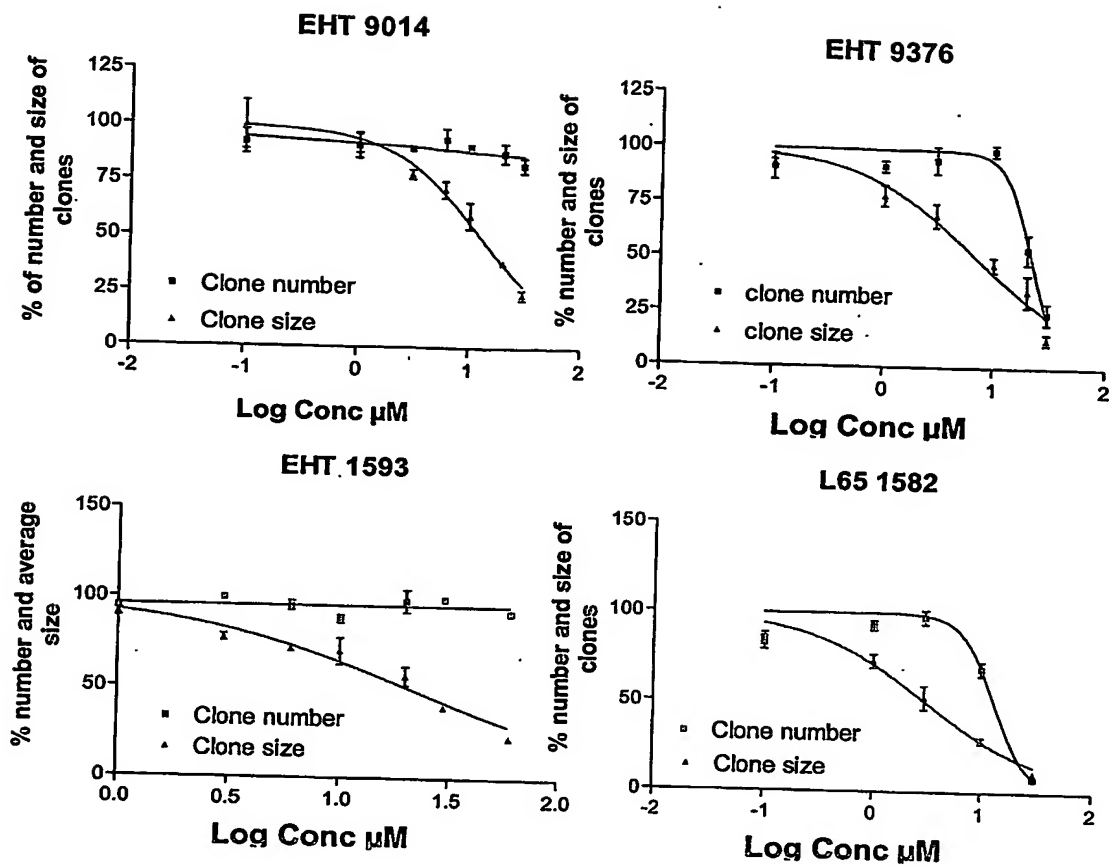 EHT 9014
% of number and size of
clones
125
100
75
50
25
0
-2
-1
0
1
2
Clone number
Clone size
Log Conc µM
EHT 9376
% number and size of
clones
125
100
75
50
25
0
-2
-1
0
1
2
clone number
clone size
Log Conc µM
EHT 1593
% number and average
size
150
100
50
0
0.0
0.5
1.0
1.5
2.0
Clone number
Clone size
Log Conc µM
L65 1582
% number and size of
clones
150
100
50
0
-2
-1
0
1
2
Clone number
Clone size
Log Conc µM